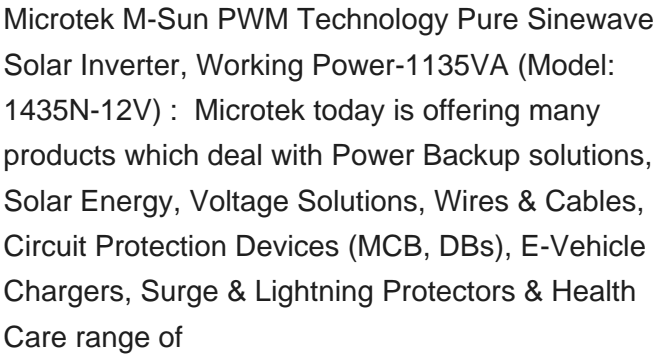 Microtek M-Sun PWM Technology Pure Sinewave
Solar Inverter, Working Power-1135VA (Model:
1435N-12V) :  Microtek today is offering many
products which deal with Power Backup solutions,
Solar Energy, Voltage Solutions, Wires & Cables,
Circuit Protection Devices (MCB, DBs), E-Vehicle
Chargers, Surge & Lightning Protectors & Health
Care range of